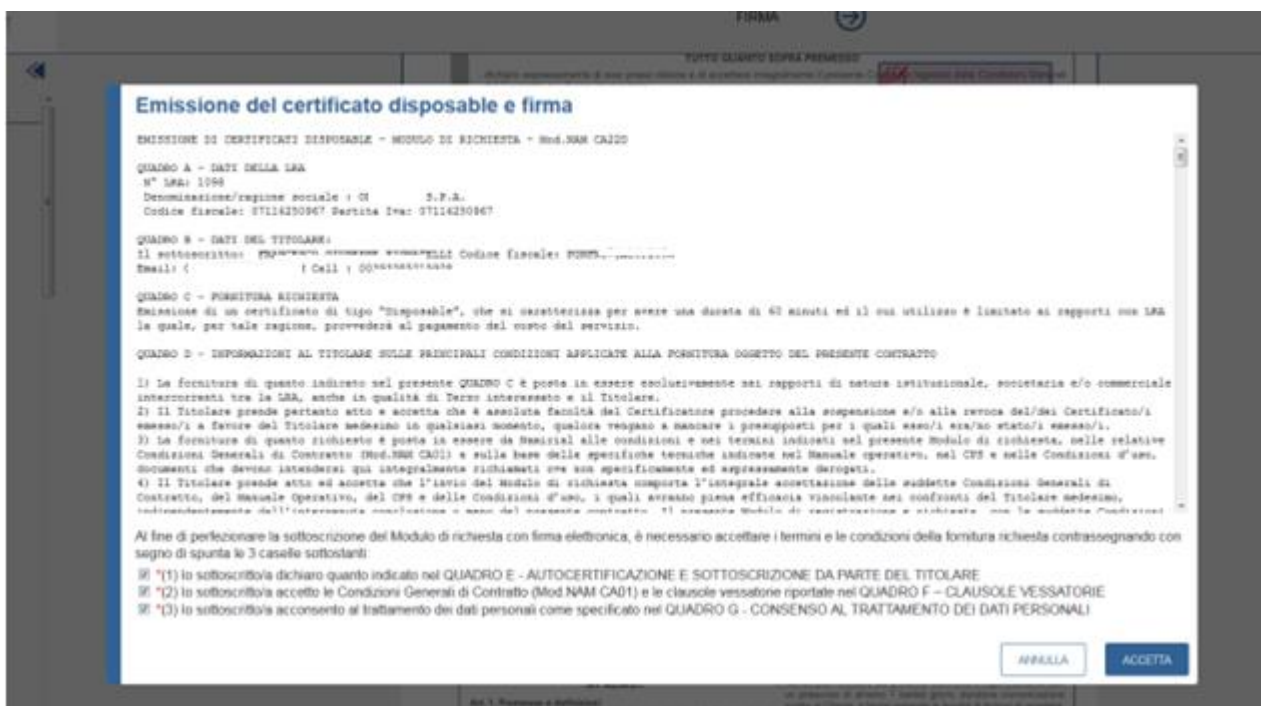 FIRMA
TUTTO QUANTO SOPRA PREMESSO
Emissione del certificato disposable e firma
EMISSIONE DI CERTIFICATI DISPOSABLE - MODULO DI RICHIESTA - Mod.NAM CA22D
QUADRO A - DATI DELLA LRA
N° LRA: 1098
Denominazione/ragione sociale : S.P.A.
Codice fiscale: 07114250967 Partita Iva: 07114250967
QUADRO B - DATI DEL TITOLARE:
Il sottoscritto: Codice fiscale:
Email: ( Cell :
QUADRO C - FORNITURA RICHIESTA
Emissione di un certificato di tipo "Disposable", che si caratterizza per avere una durata di 60 minuti ed il cui utilizzo è limitato ai rapporti con LRA
la quale, per tale ragione, provvederà al pagamento del costo del servizio.
QUADRO D - INFORMAZIONI AL TITOLARE SULLE PRINCIPALI CONDIZIONI APPLICATE ALLA FORNITURA OGGETTO DEL PRESENTE CONTRATTO
1) La fornitura di quanto indicato nel presente QUADRO C è posta in essere esclusivamente nei rapporti di natura istituzionale, societaria e/o commerciale
intercorrenti tra la LRA, anche in qualità di Terzo interessato e il Titolare.
2) Il Titolare prende pertanto atto e accetta che è assoluta facoltà del Certificatore procedere alla sospensione e/o alla revoca del/dei Certificato/i
emesso/i a favore del Titolare medesimo in qualsiasi momento, qualora vengano a mancare i presupposti per i quali esso/i era/no stato/i emesso/i.
3) La fornitura di quanto richiesto è posta in essere da Namirial alle condizioni e nei termini indicati nel presente Modulo di richiesta, nelle relative
Condizioni Generali di Contratto (Mod.NAM CA01) e sulla base delle specifiche tecniche indicate nel Manuale operativo, nel CPS e nelle Condizioni d'uso,
documenti che devono intendersi qui integralmente richiamati ove non specificamente ed espressamente derogati.
4) Il Titolare prende atto ed accetta che l'invio del Modulo di richiesta comporta l'integrale accettazione delle suddette Condizioni Generali di
Contratto, del Manuale Operativo, del CPS e delle Condizioni d'uso, i quali avranno piena efficacia vincolante nei confronti del Titolare medesimo,
Al fine di perfezionare la sottoscrizione del Modulo di richiesta con firma elettronica, è necessario accettare i termini e le condizioni della fornitura richiesta contrassegnando con
segno di spunta le 3 caselle sottostanti:
*(1) Io sottoscritto/a dichiaro quanto indicato nel QUADRO E - AUTOCERTIFICAZIONE E SOTTOSCRIZIONE DA PARTE DEL TITOLARE
*(2) Io sottoscritto/a accetto le Condizioni Generali di Contratto (Mod.NAM CA01) e le clausole vessatorie riportate nel QUADRO F – CLAUSOLE VESSATORIE
*(3) Io sottoscritto/a acconsento al trattamento dei dati personali come specificato nel QUADRO G - CONSENSO AL TRATTAMENTO DEI DATI PERSONALI
ANNULLA
ACCETTA